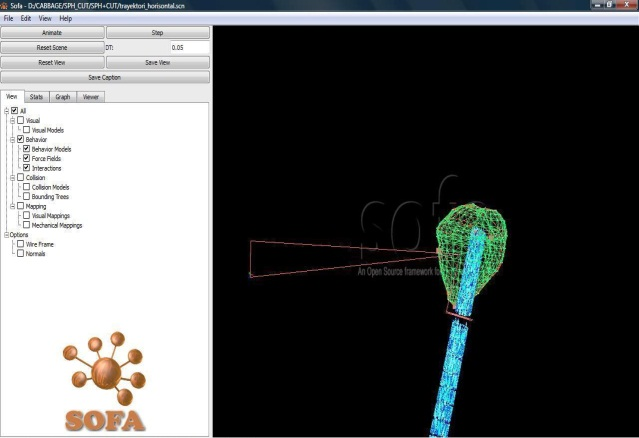 Sofa - D:/CABBAGE/SPH_CUT/SPH+CUT/trayektori_horisontal.scn
File Edit View Help
Animate Step
Reset Scene DT: 0.05
Reset View Save View
Save Caption
View Stats Graph Viewer
All
Visual
Visual Models
Behavior
Behavior Models
Force Fields
Interactions
Collision
Collision Models
Bounding Trees
Mapping
Visual Mappings
Mechanical Mappings
Options
Wire Frame
Normals
sofa
An Open Source framework
SOFA